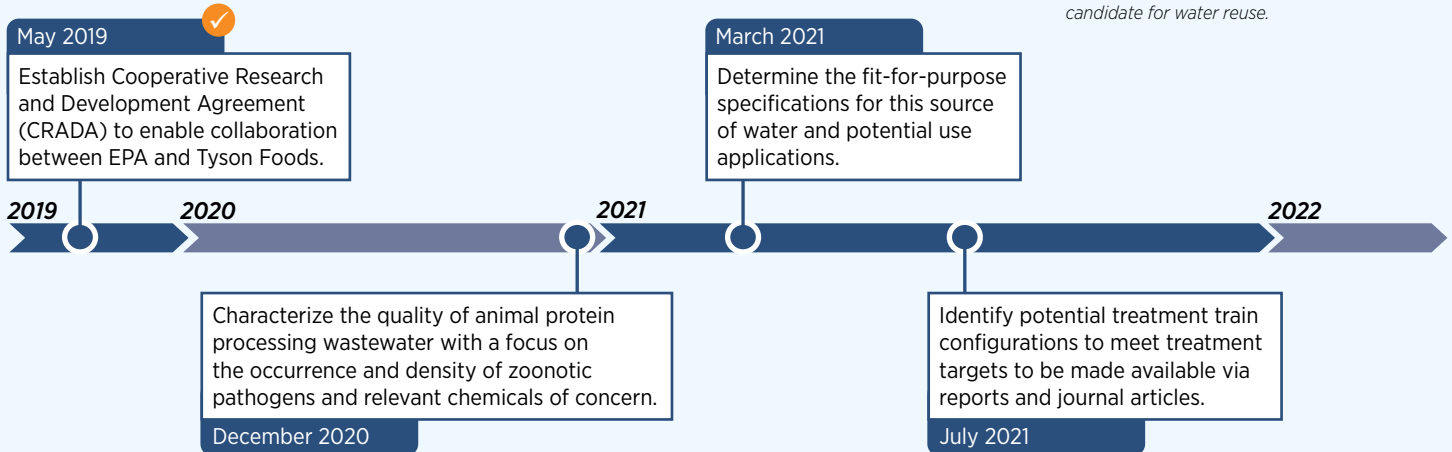 candidate for water reuse.
May 2019
Establish Cooperative Research
and Development Agreement
(CRADA) to enable collaboration
between EPA and Tyson Foods.
March 2021
Determine the fit-for-purpose
specifications for this source
of water and potential use
applications.
2019
2020
2021
2022
Characterize the quality of animal protein
processing wastewater with a focus on
the occurrence and density of zoonotic
pathogens and relevant chemicals of concern.
December 2020
Identify potential treatment train
configurations to meet treatment
targets to be made available via
reports and journal articles.
July 2021